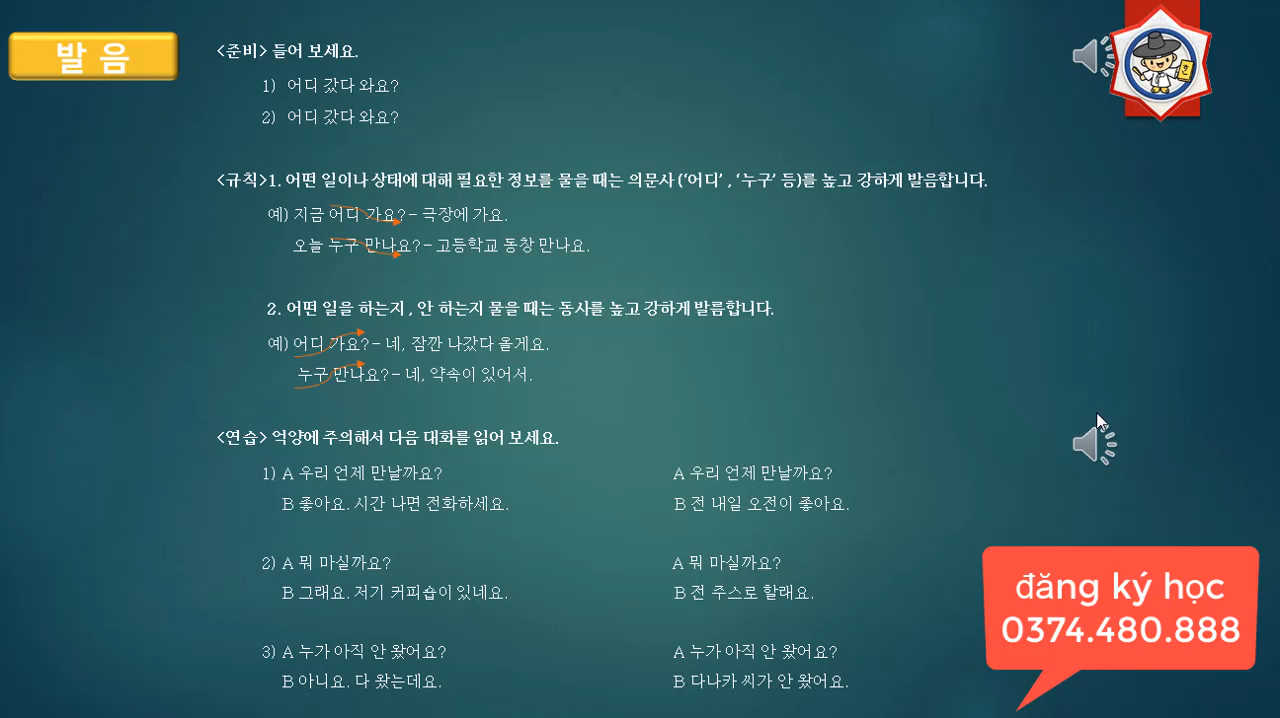 발 음
<준비> 들어 보세요.
1) 어디 갔다 와요?
2) 어디 갔다 와요?
<규칙>1. 어떤 일이나 상태에 대해 필요한 정보를 물을 때는 의문사 (‘어디’ , ‘누구’ 등)를 높고 강하게 발음합니다.
예) 지금 어디 가요? – 극장에 가요.
오늘 누구 만나요? – 고등학교 동창 만나요.
2. 어떤 일을 하는지 , 안 하는지 물을 때는 동시를 높고 강하게 발름합니다.
예) 어디 가요? – 네, 잠깐 나갔다 올게요.
누구 만나요? – 네, 약속이 있어서.
<연습> 억양에 주의해서 다음 대화를 읽어 보세요.
1) A 우리 언제 만날까요?
B 좋아요. 시간 나면 전화하세요.
A 우리 언제 만날까요?
B 전 내일 오전이 좋아요.
2) A 뭐 마실까요?
B 그래요. 저기 커피숍이 있네요.
A 뭐 마실까요?
B 전 주스로 할래요.
3) A 누가 아직 안 왔어요?
B 아니요. 다 왔는데요.
A 누가 아직 안 왔어요?
B 다나카 씨가 안 왔어요.
đăng ký học
0374.480.888